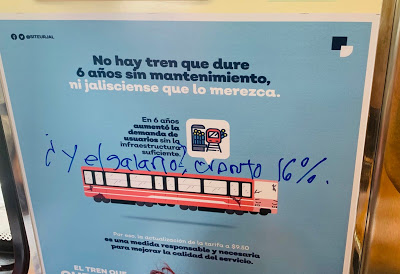 @SITEURJAL
No hay tren que dure
6 años sin mantenimiento,
ni jalisciense que lo merezca.
En 6 años
aumentó la
demanda de
usuarios sin la
infraestructura
suficiente.
¿y el salario?, cuanto 16%.
Por eso, la actualización de la tarifa a $9.50
es una medida responsable y necesaria
para mejorar la calidad del servicio.
EL TREN QUE